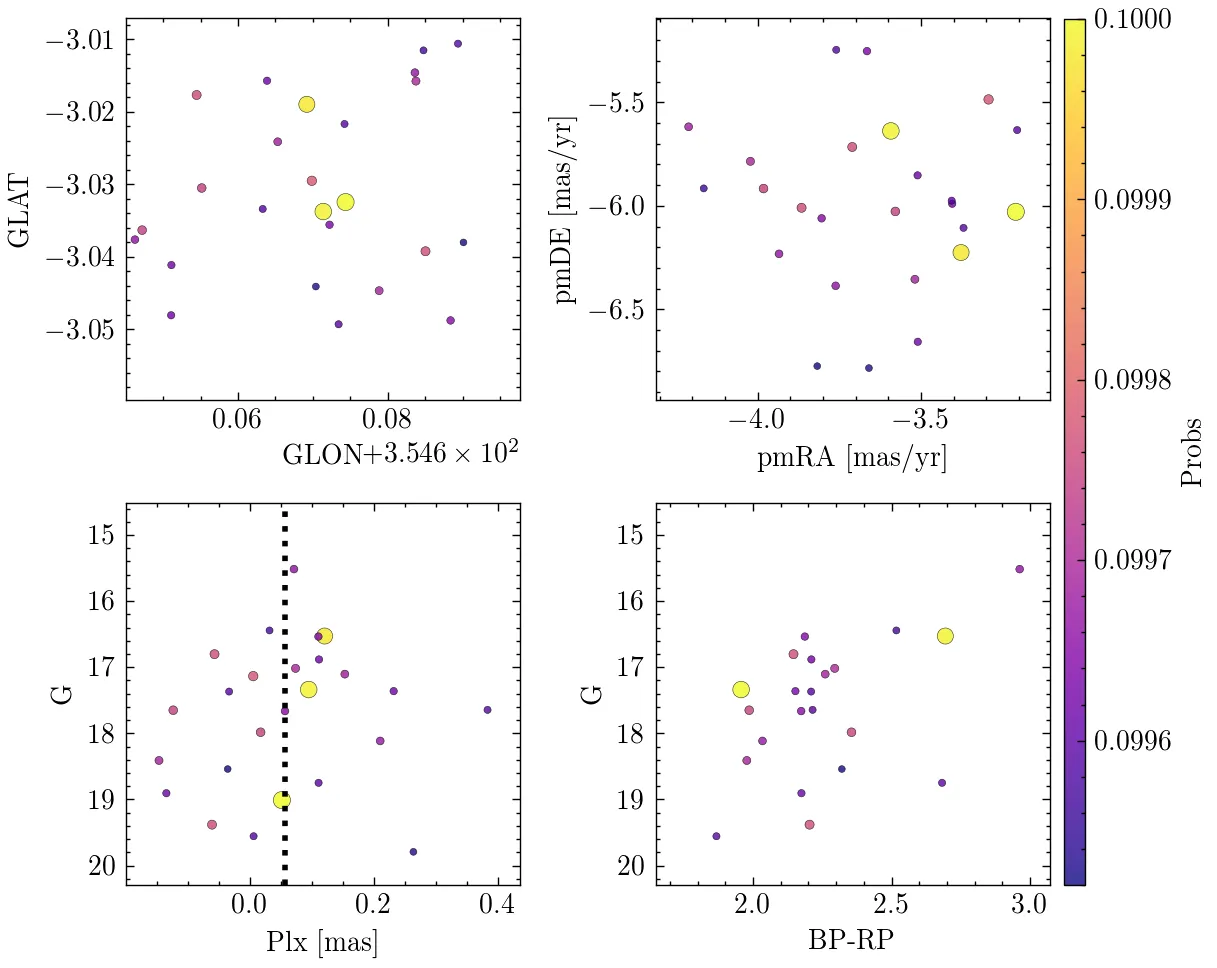 −3.01
−3.02
−3.03
−3.04
−3.05
GLAT
0.06 0.08
GLON+3.546 × 10²
−5.5
−6.0
−6.5
pmDE [mas/yr]
−4.0 −3.5
pmRA [mas/yr]
0.1000
0.0999
0.0998
0.0997
0.0996
Probs
15
16
17
18
19
20
G
0.0 0.2 0.4
Plx [mas]
15
16
17
18
19
20
G
2.0 2.5 3.0
BP-RP